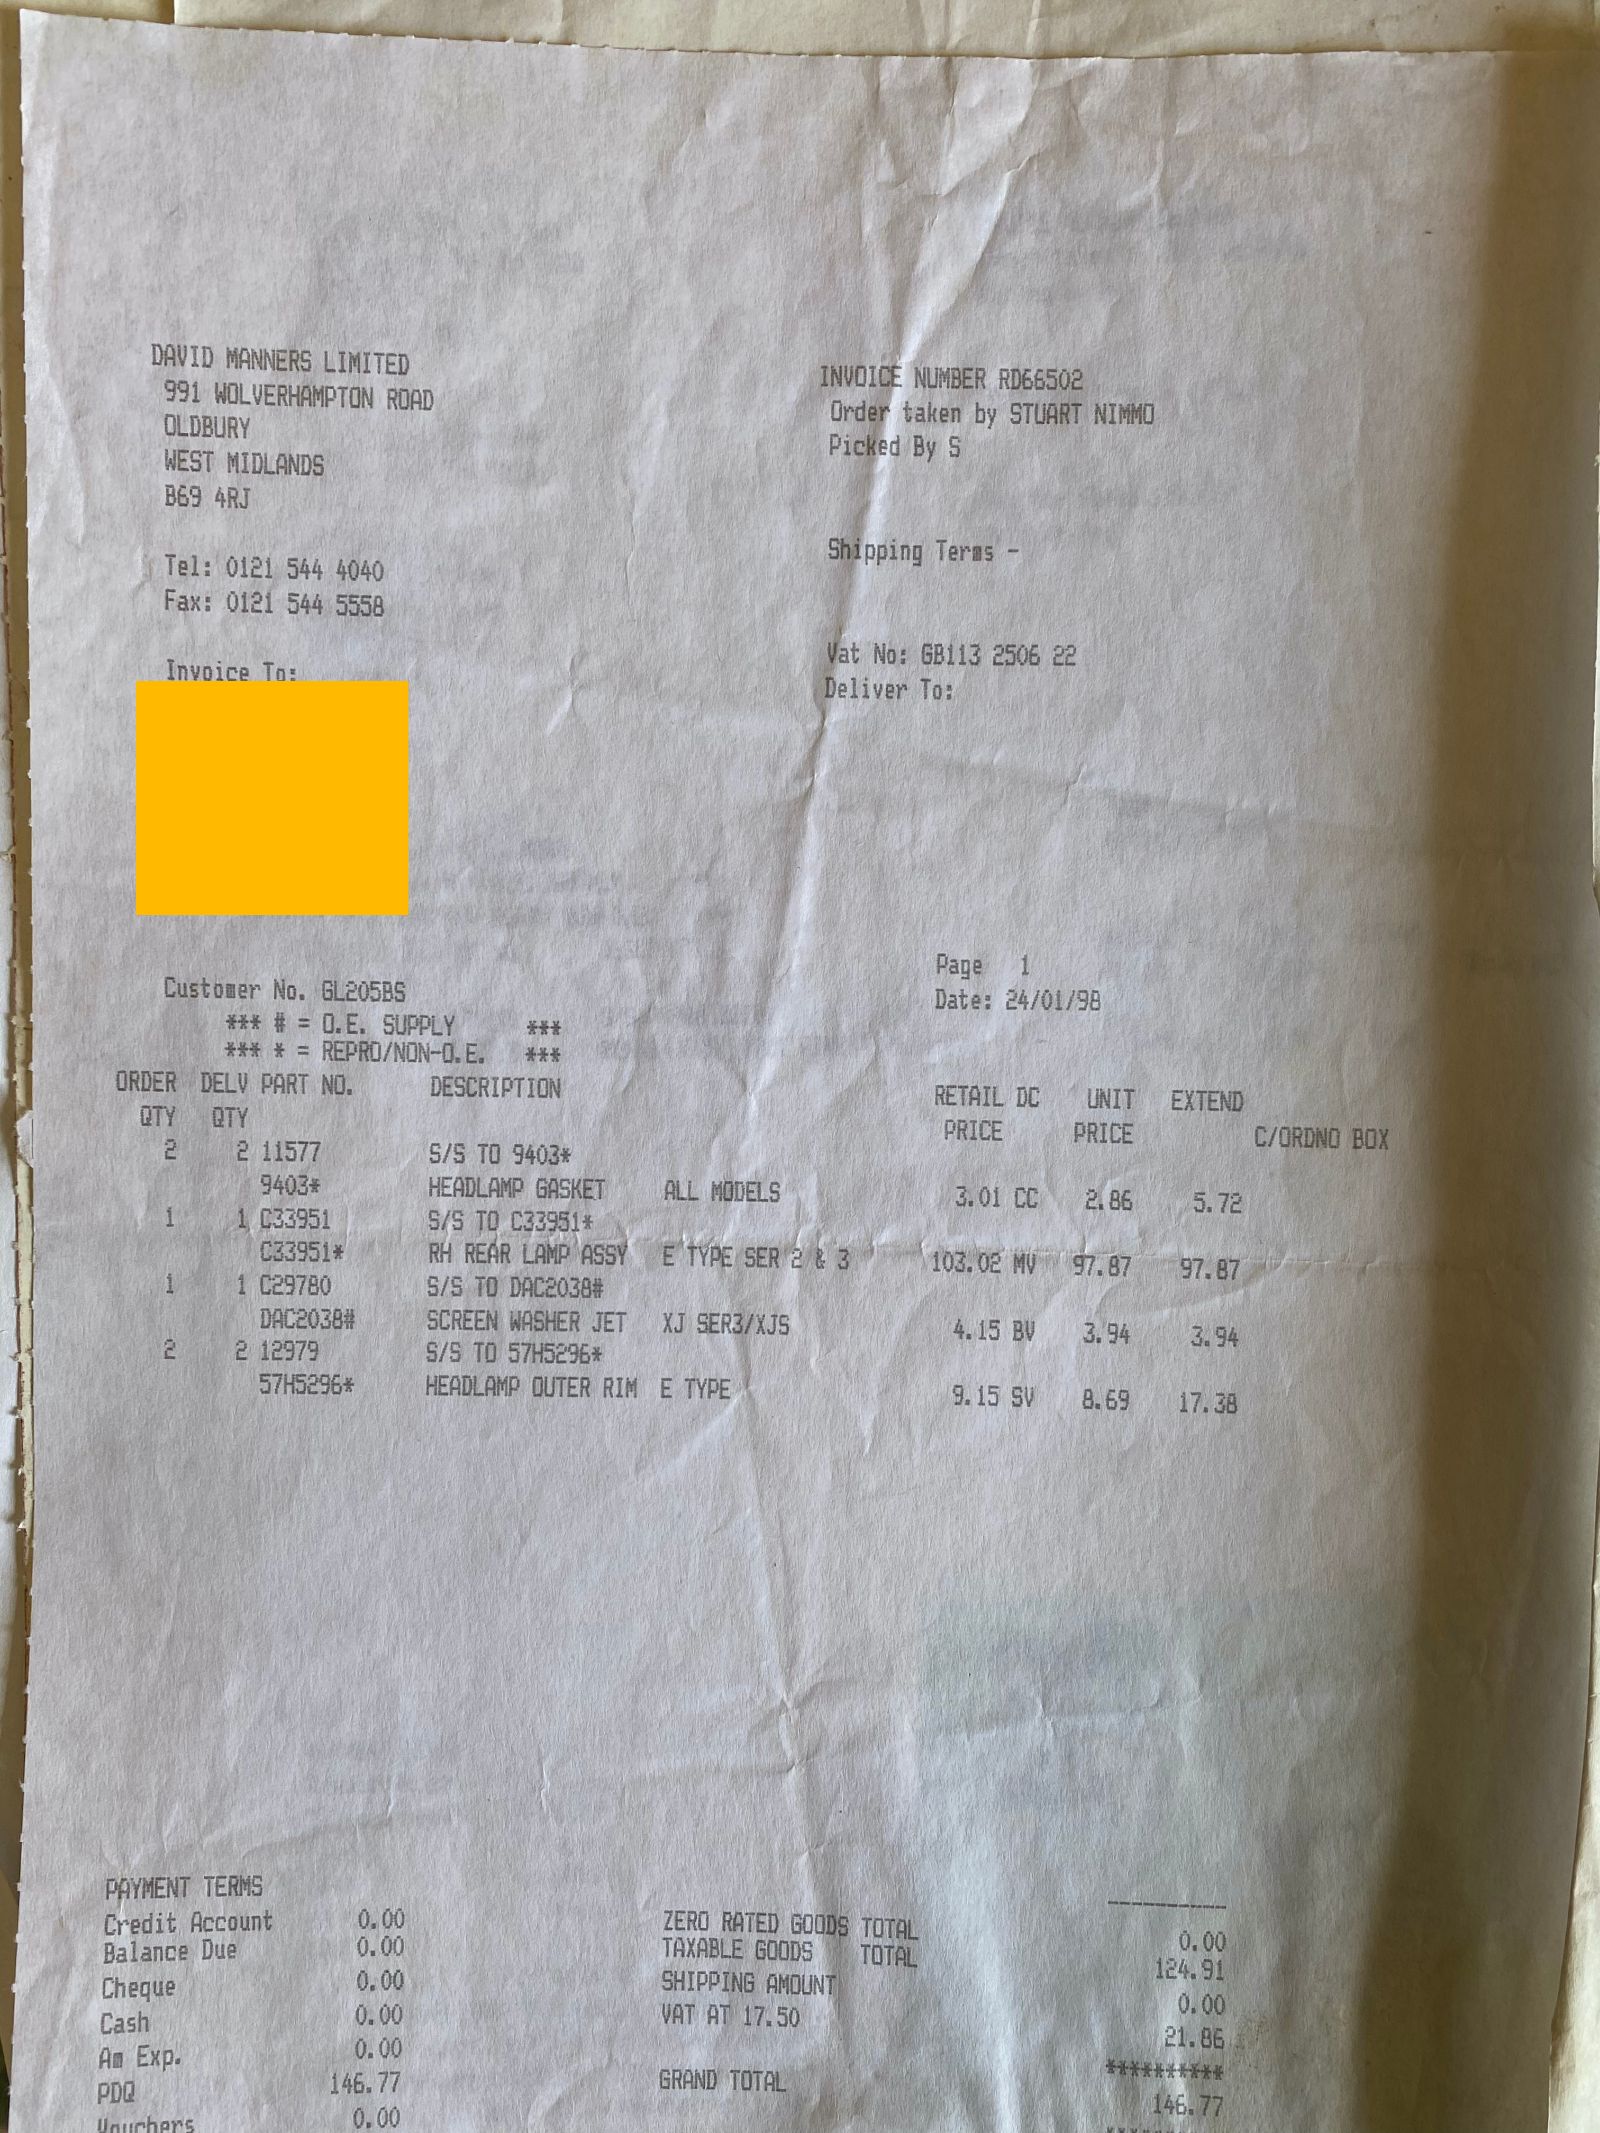 DAVID MANNERS LIMITED
991 WOLVERHAMPTON ROAD
OLDBURY
WEST MIDLANDS
B69 4RJ
Tel: 0121 544 4040
Fax: 0121 544 5558
Invoice To:
INVOICE NUMBER RD66502
Order taken by STUART NIMMO
Picked By S
Shipping Terms -
Vat No: GB113 2506 22
Deliver To:
Page 1
Date: 24/01/98
Customer No. GL205BS
*** # = O.E. SUPPLY ***
*** * = REPRO/NON-O.E. ***
ORDER DELV PART NO. DESCRIPTION RETAIL DC UNIT EXTEND
QTY QTY PRICE PRICE C/ORDNO BOX
2 2 11577 S/S TO 9403*
9403* HEADLAMP GASKET ALL MODELS 3.01 CC 2.86 5.72
1 1 C33951 S/S TO C33951*
C33951* RH REAR LAMP ASSY E TYPE SER 2 & 3 103.02 MV 97.87 97.87
1 1 C29780 S/S TO DAC2038#
DAC2038# SCREEN WASHER JET XJ SER3/XJS 4.15 BV 3.94 3.94
2 2 12979 S/S TO 57H5296*
57H5296* HEADLAMP OUTER RIM E TYPE 9.15 SV 8.69 17.38
PAYMENT TERMS
Credit Account 0.00
Balance Due 0.00
Cheque 0.00
Cash 0.00
Am Exp. 0.00
PDQ 146.77
Vouchers 0.00
----------
ZERO RATED GOODS TOTAL 0.00
TAXABLE GOODS TOTAL 124.91
SHIPPING AMOUNT 0.00
VAT AT 17.50 21.86
**********
GRAND TOTAL 146.77